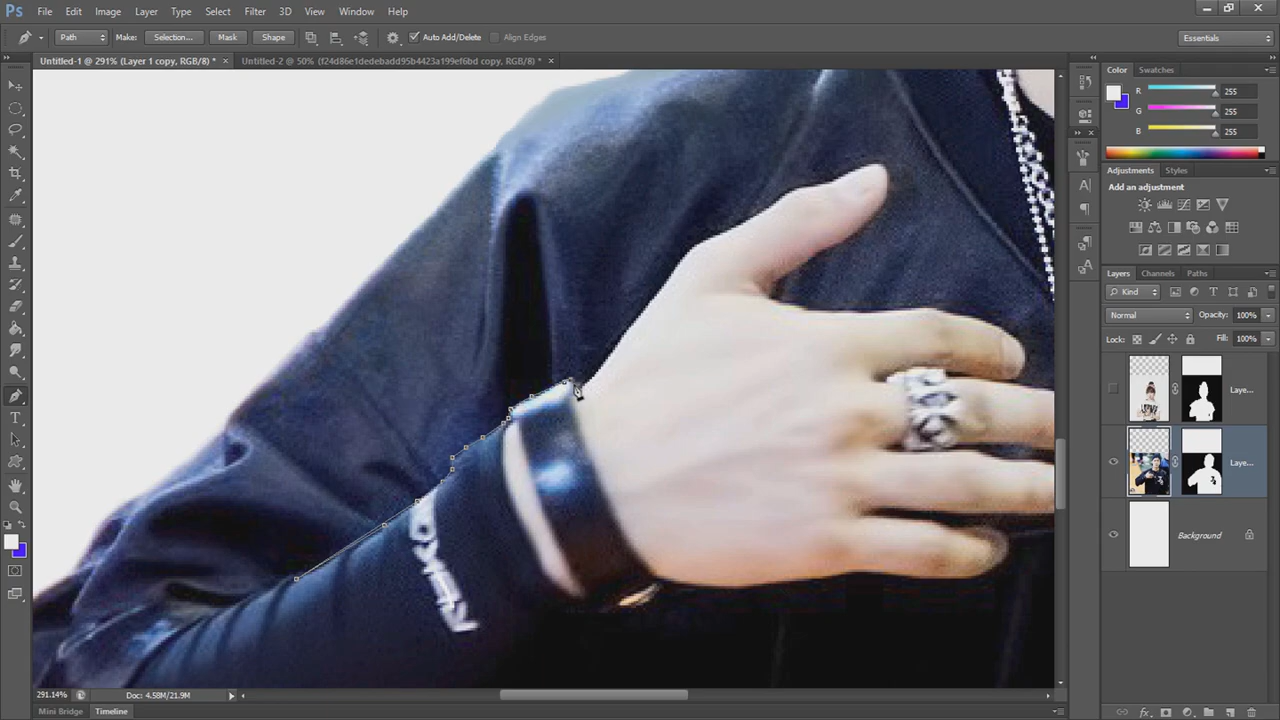 Ps File Edit Image Layer Type Select Filter 3D View Window Help
Path Make: Selection... Mask Shape Auto Add/Delete Align Edges Essentials
Untitled-1 @ 291% (Layer 1 copy, RGB/8) * × Untitled-2 @ 50% (f24d86e1dedebadd95b4423a199ef6bd copy, RGB/8) * ×
Color Swatches
R 255
G 255
B 255
Adjustments Styles
Add an adjustment
Layers Channels Paths
Kind
Normal Opacity: 100%
Lock: Fill: 100%
Laye...
Laye...
Background
291.14% Doc: 4.58M/21.9M
Mini Bridge Timeline